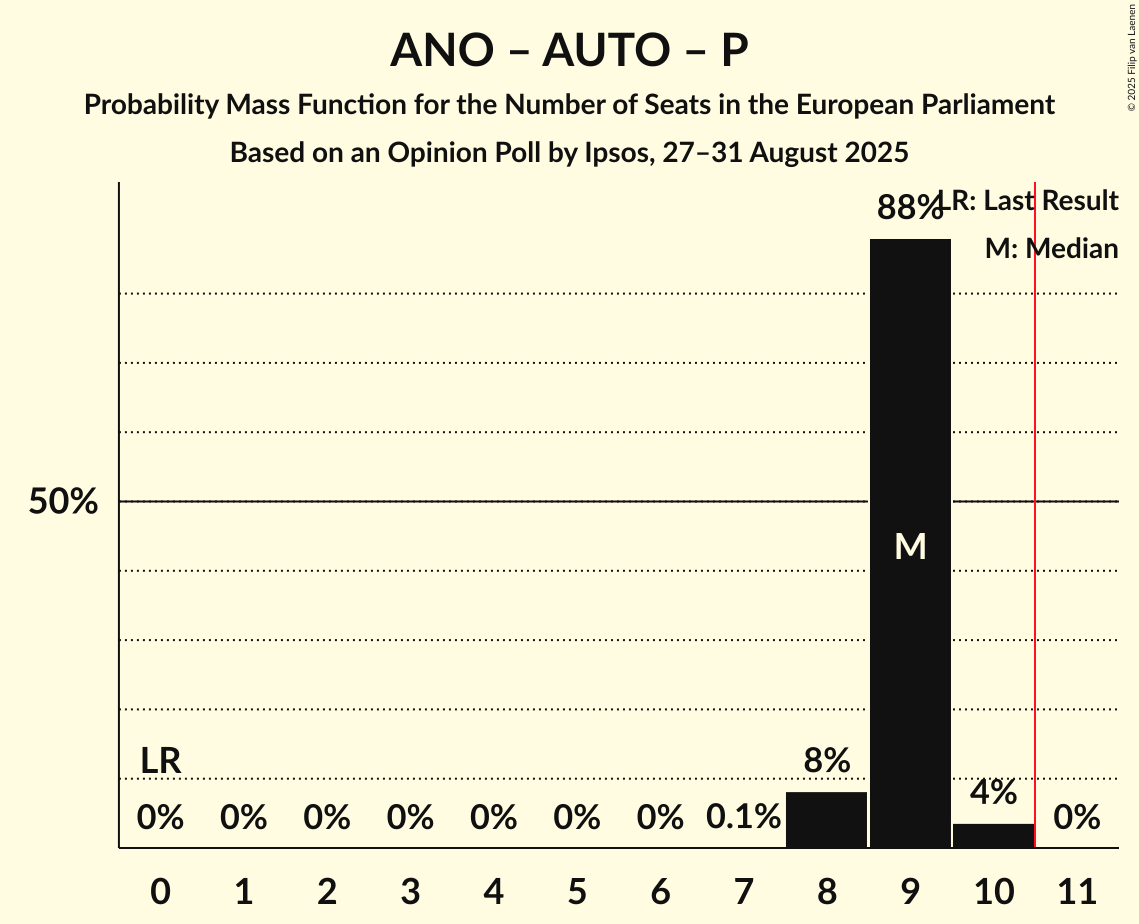 ANO – AUTO – P
Probability Mass Function for the Number of Seats in the European Parliament
Based on an Opinion Poll by Ipsos, 27–31 August 2025
© 2025 Filip van Laenen
LR: Last Result
M: Median
88%
50%
M
LR
8%
4%
0% 0% 0% 0% 0% 0% 0% 0.1% 0%
0 1 2 3 4 5 6 7 8 9 10 11